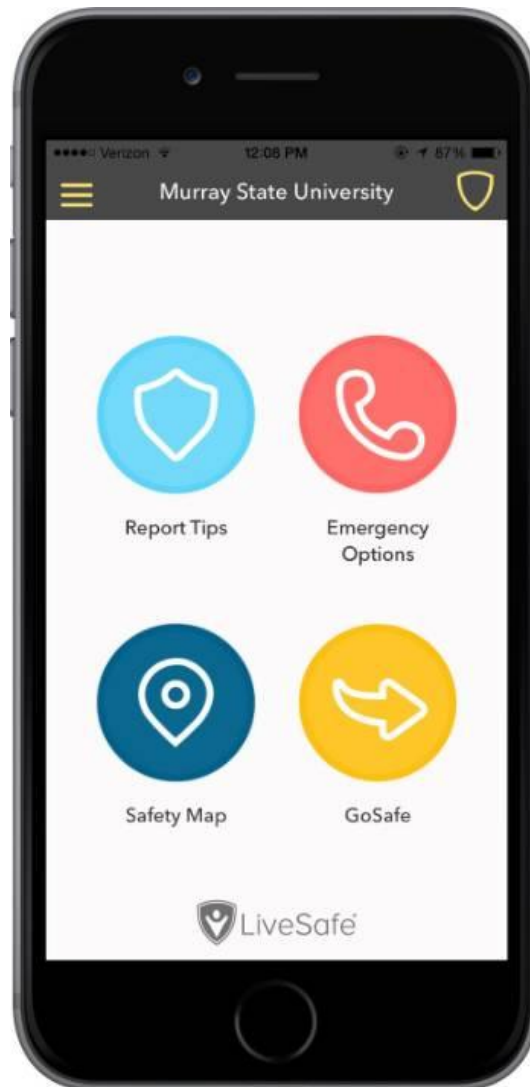 Verizon 12:08 PM 87%
Murray State University
Report Tips
Emergency
Options
Safety Map
GoSafe
LiveSafe